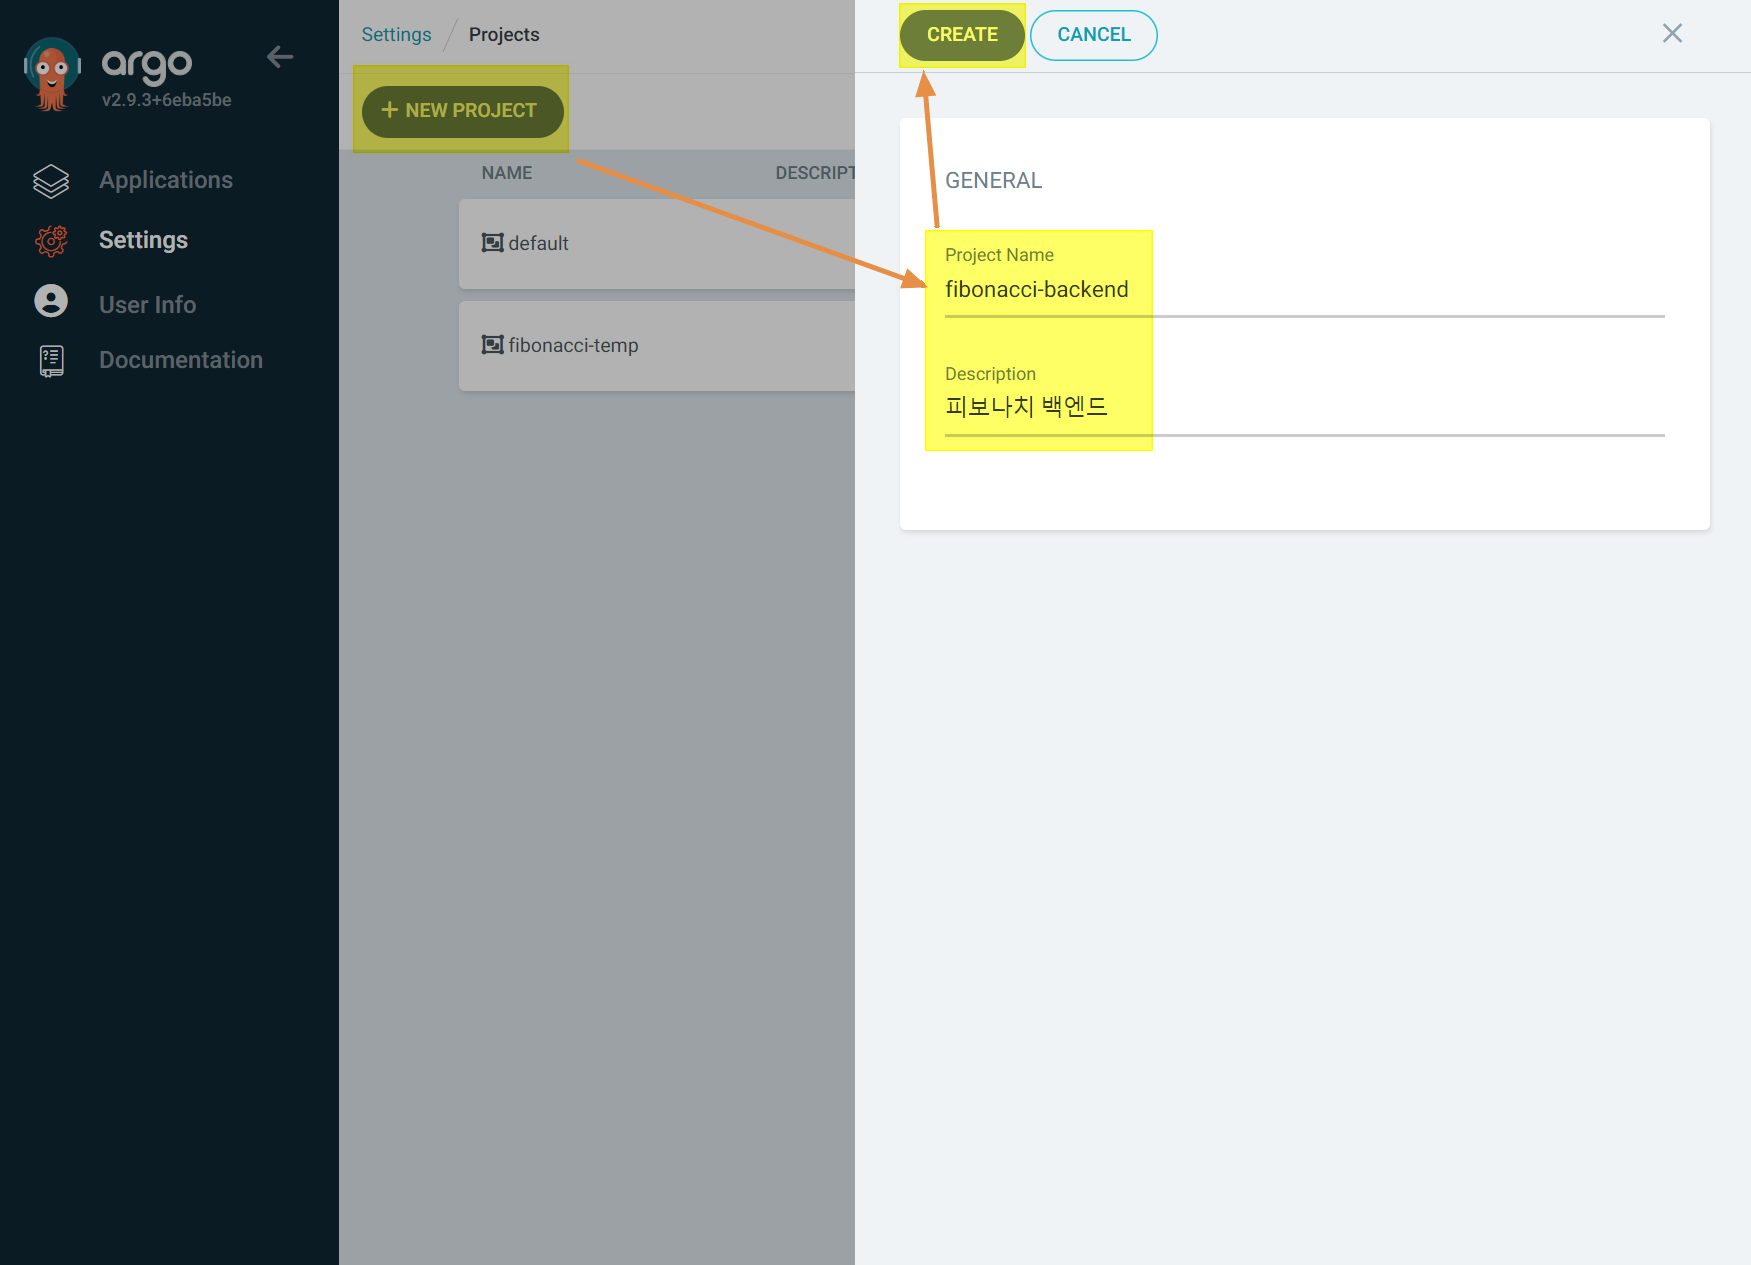 argo
v2.9.3+6eba5be
Applications
Settings
User Info
Documentation
Settings / Projects
+ NEW PROJECT
NAME DESCRIPT
default
fibonacci-temp
CREATE CANCEL
GENERAL
Project Name
fibonacci-backend
Description
피보나치 백엔드